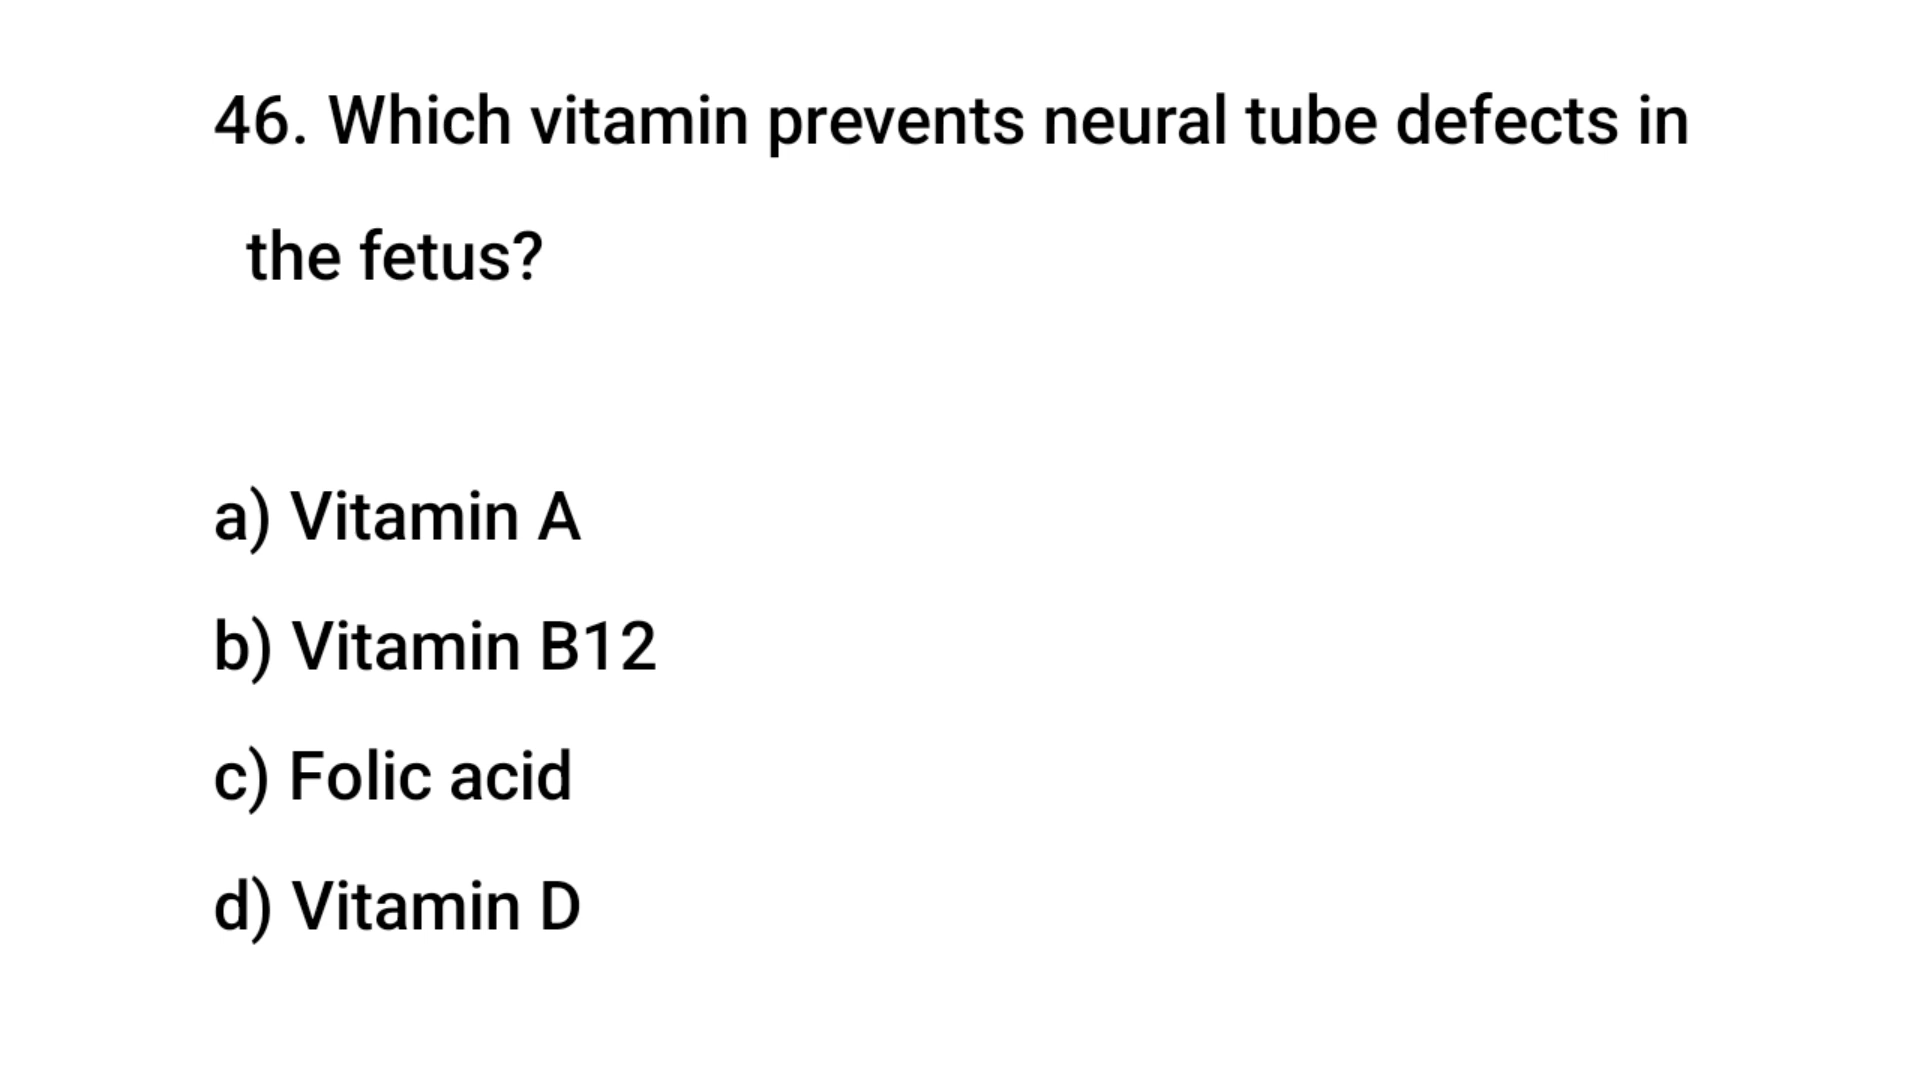 46. Which vitamin prevents neural tube defects in
the fetus?
a) Vitamin A
b) Vitamin B12
c) Folic acid
d) Vitamin D